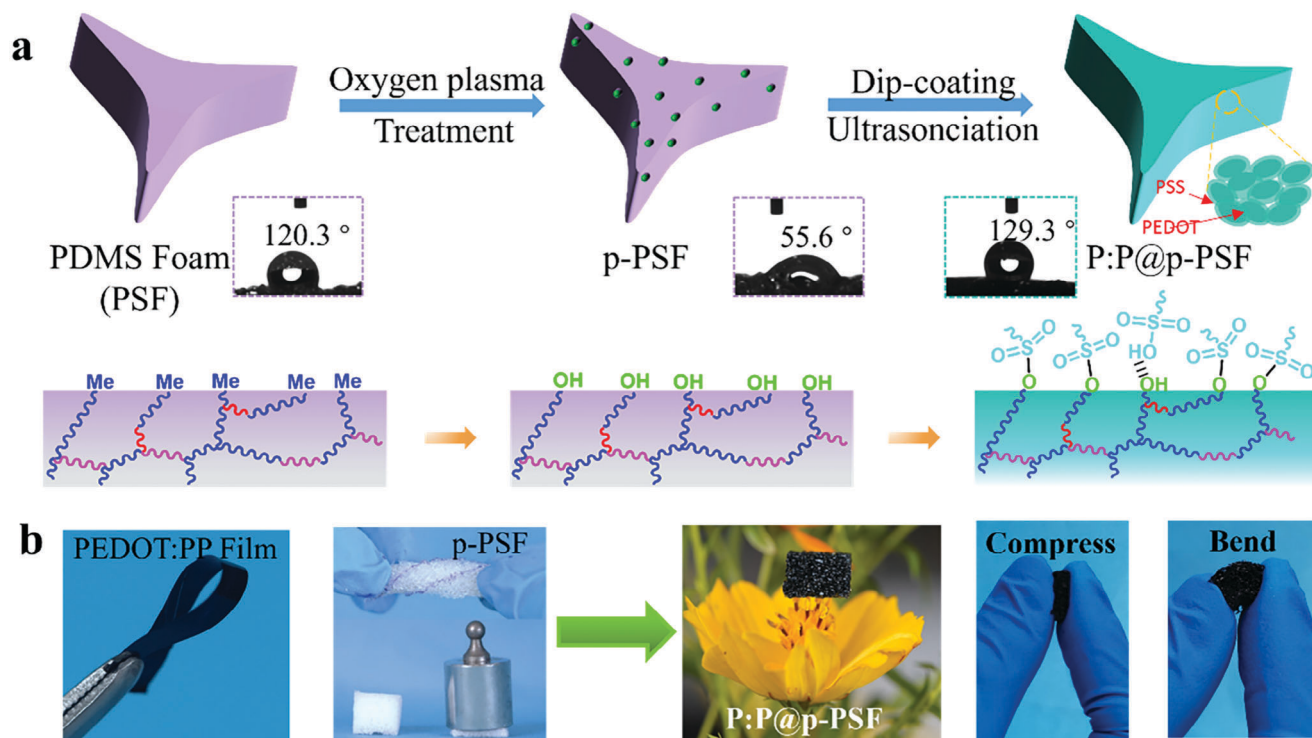 a
Oxygen plasma
Treatment
Dip-coating
Ultrasonciation
PSS
PEDOT
120.3 °
55.6 °
129.3 °
PDMS Foam
(PSF)
p-PSF
P:P@p-PSF
Me Me Me Me Me
OH OH OH OH OH
O S O O S O O S O HO O S O O S O
O O OH O O
b
PEDOT:PP Film
p-PSF
P:P@p-PSF
Compress
Bend